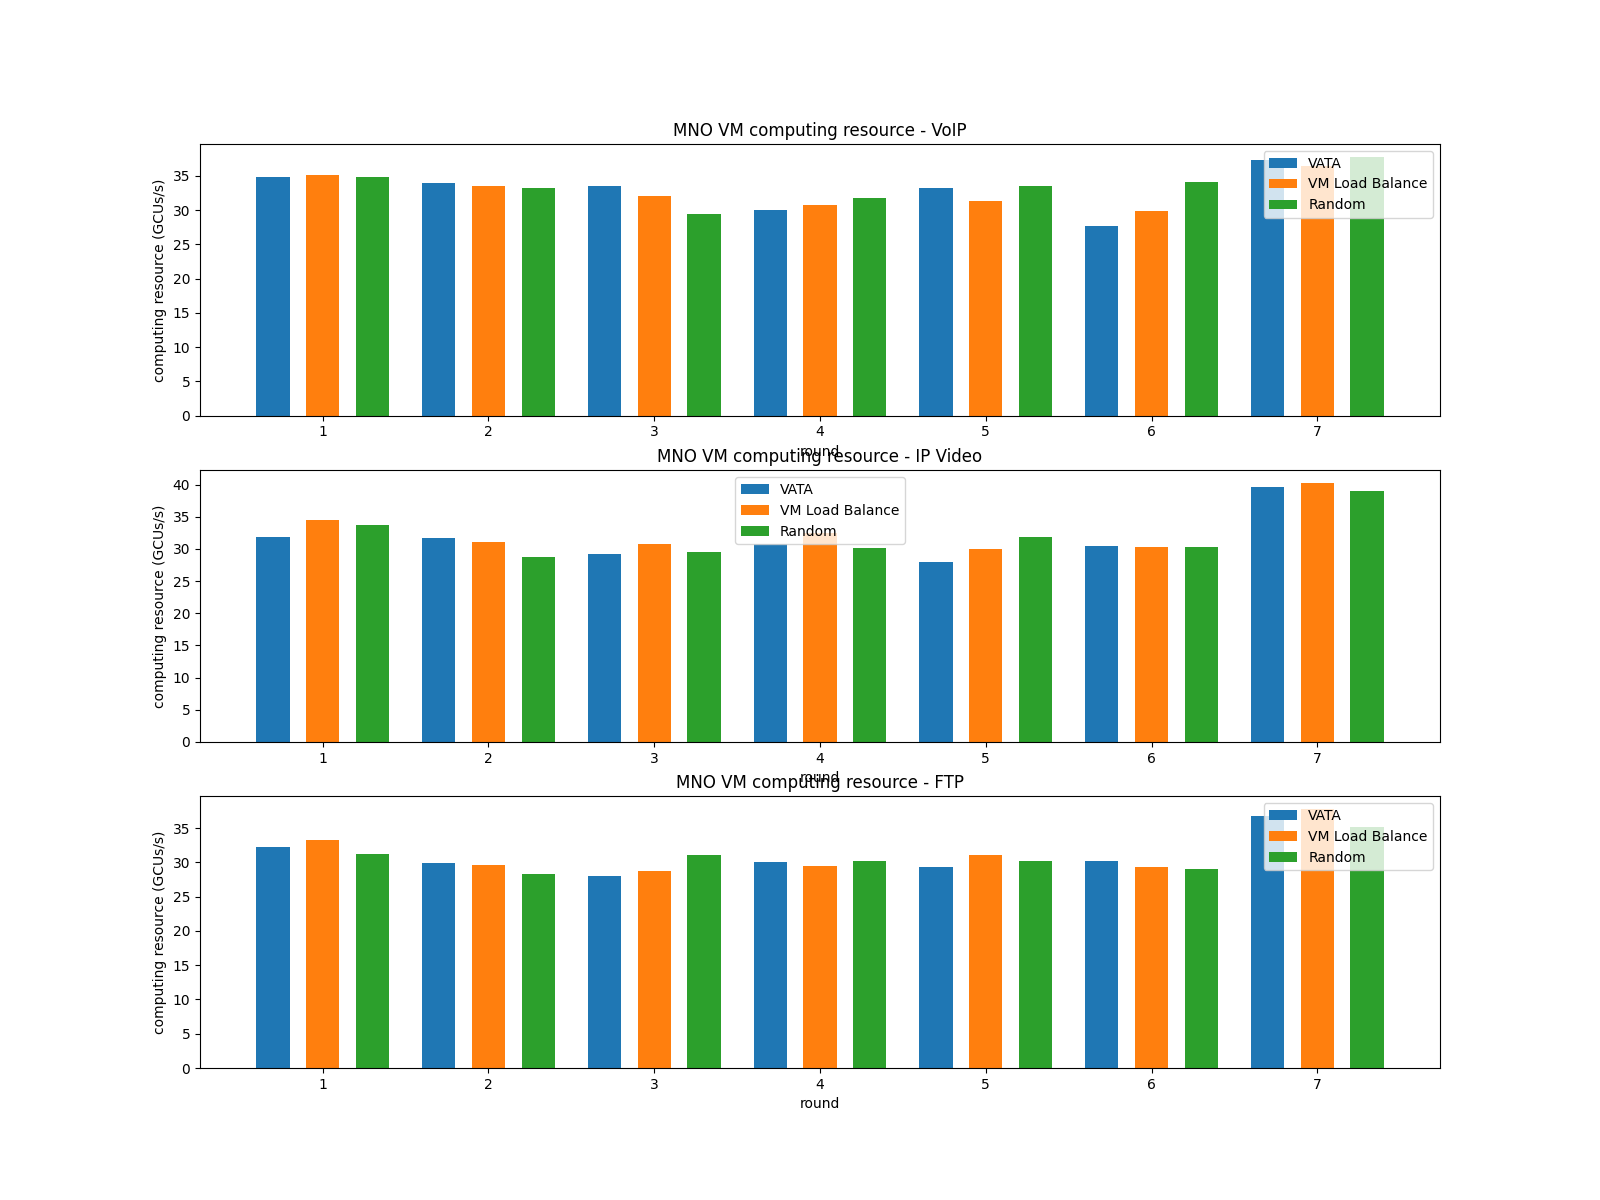 MNO VM computing resource - VoIP
computing resource (GCUs/s)
35
30
25
20
15
10
5
0
VATA
VM Load Balance
Random
1 2 3 4 5 6 7
round
MNO VM computing resource - IP Video
computing resource (GCUs/s)
40
35
30
25
20
15
10
5
0
VATA
VM Load Balance
Random
1 2 3 4 5 6 7
round
MNO VM computing resource - FTP
computing resource (GCUs/s)
35
30
25
20
15
10
5
0
VATA
VM Load Balance
Random
1 2 3 4 5 6 7
round